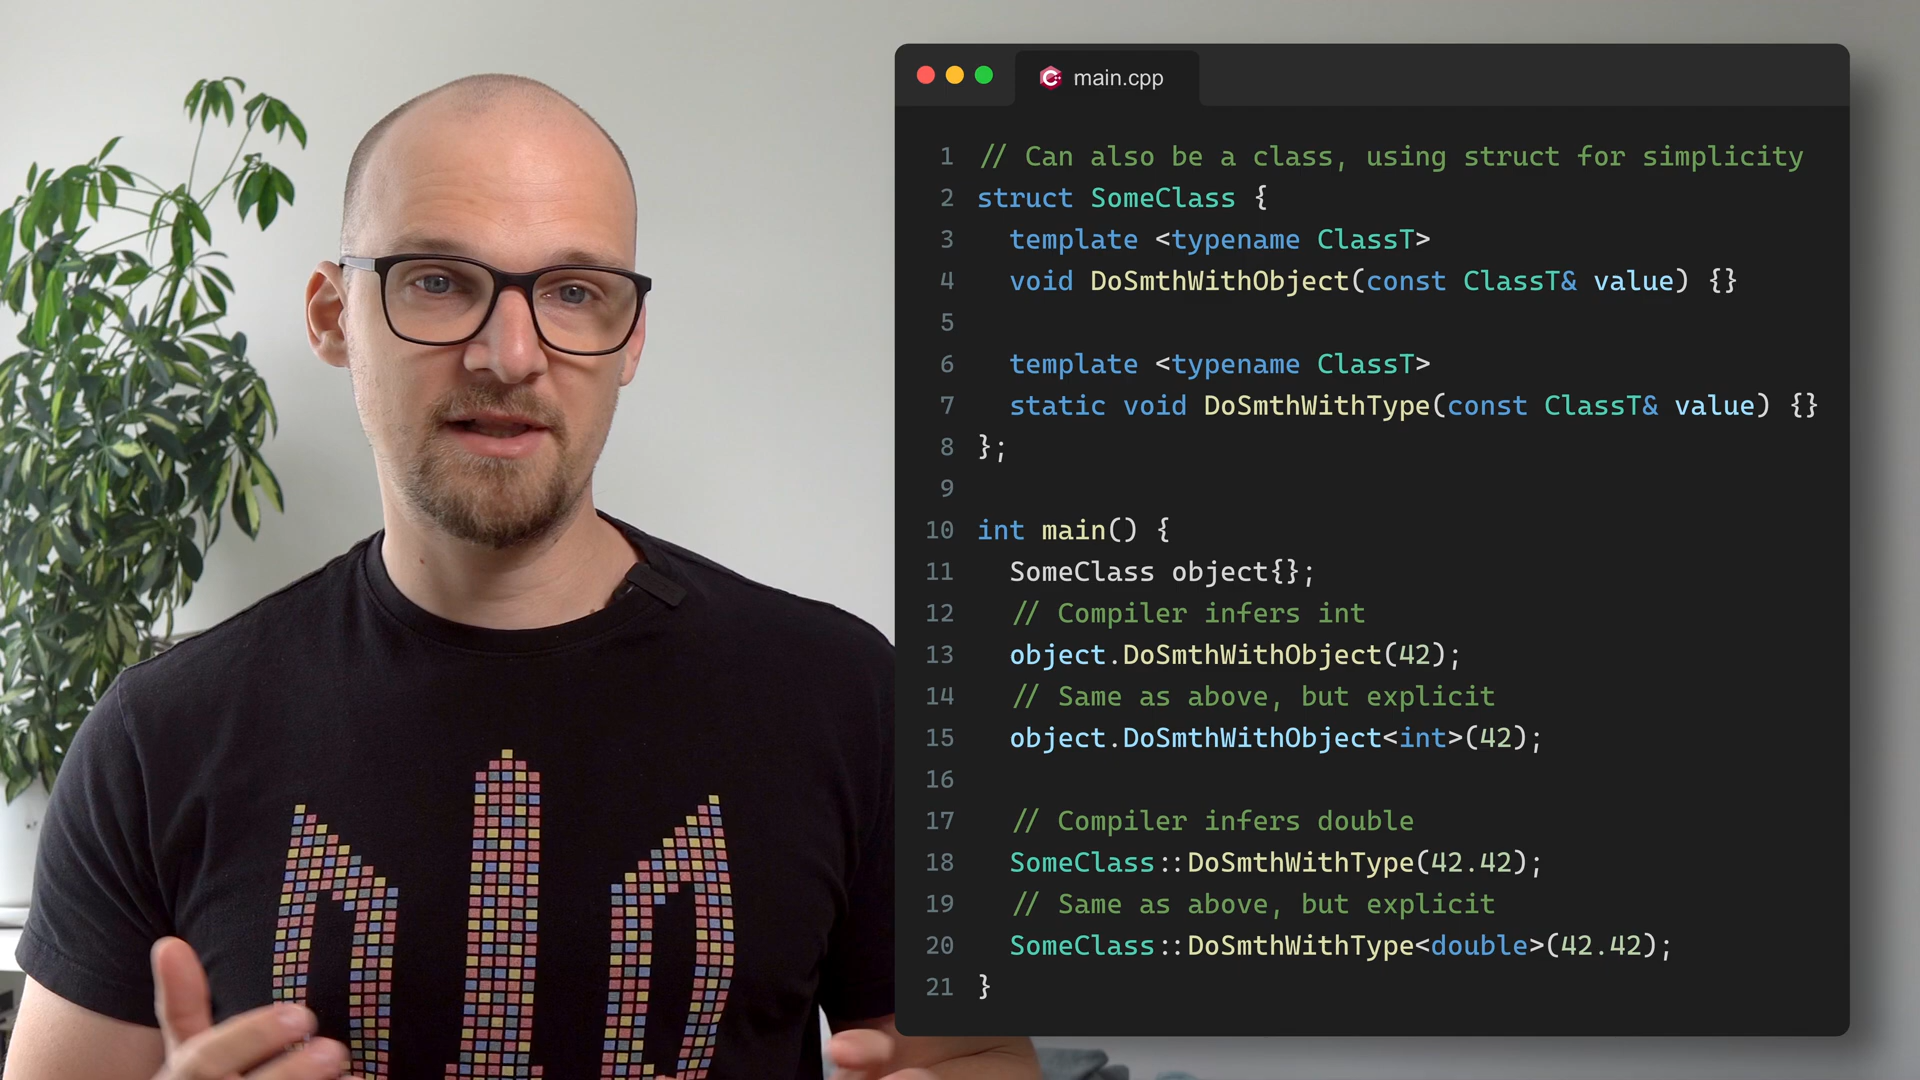 main.cpp
1 // Can also be a class, using struct for simplicity
2 struct SomeClass {
3   template <typename ClassT>
4   void DoSmthWithObject(const ClassT& value) {}
5
6   template <typename ClassT>
7   static void DoSmthWithType(const ClassT& value) {}
8 };
9
10 int main() {
11   SomeClass object{};
12   // Compiler infers int
13   object.DoSmthWithObject(42);
14   // Same as above, but explicit
15   object.DoSmthWithObject<int>(42);
16
17   // Compiler infers double
18   SomeClass::DoSmthWithType(42.42);
19   // Same as above, but explicit
20   SomeClass::DoSmthWithType<double>(42.42);
21 }